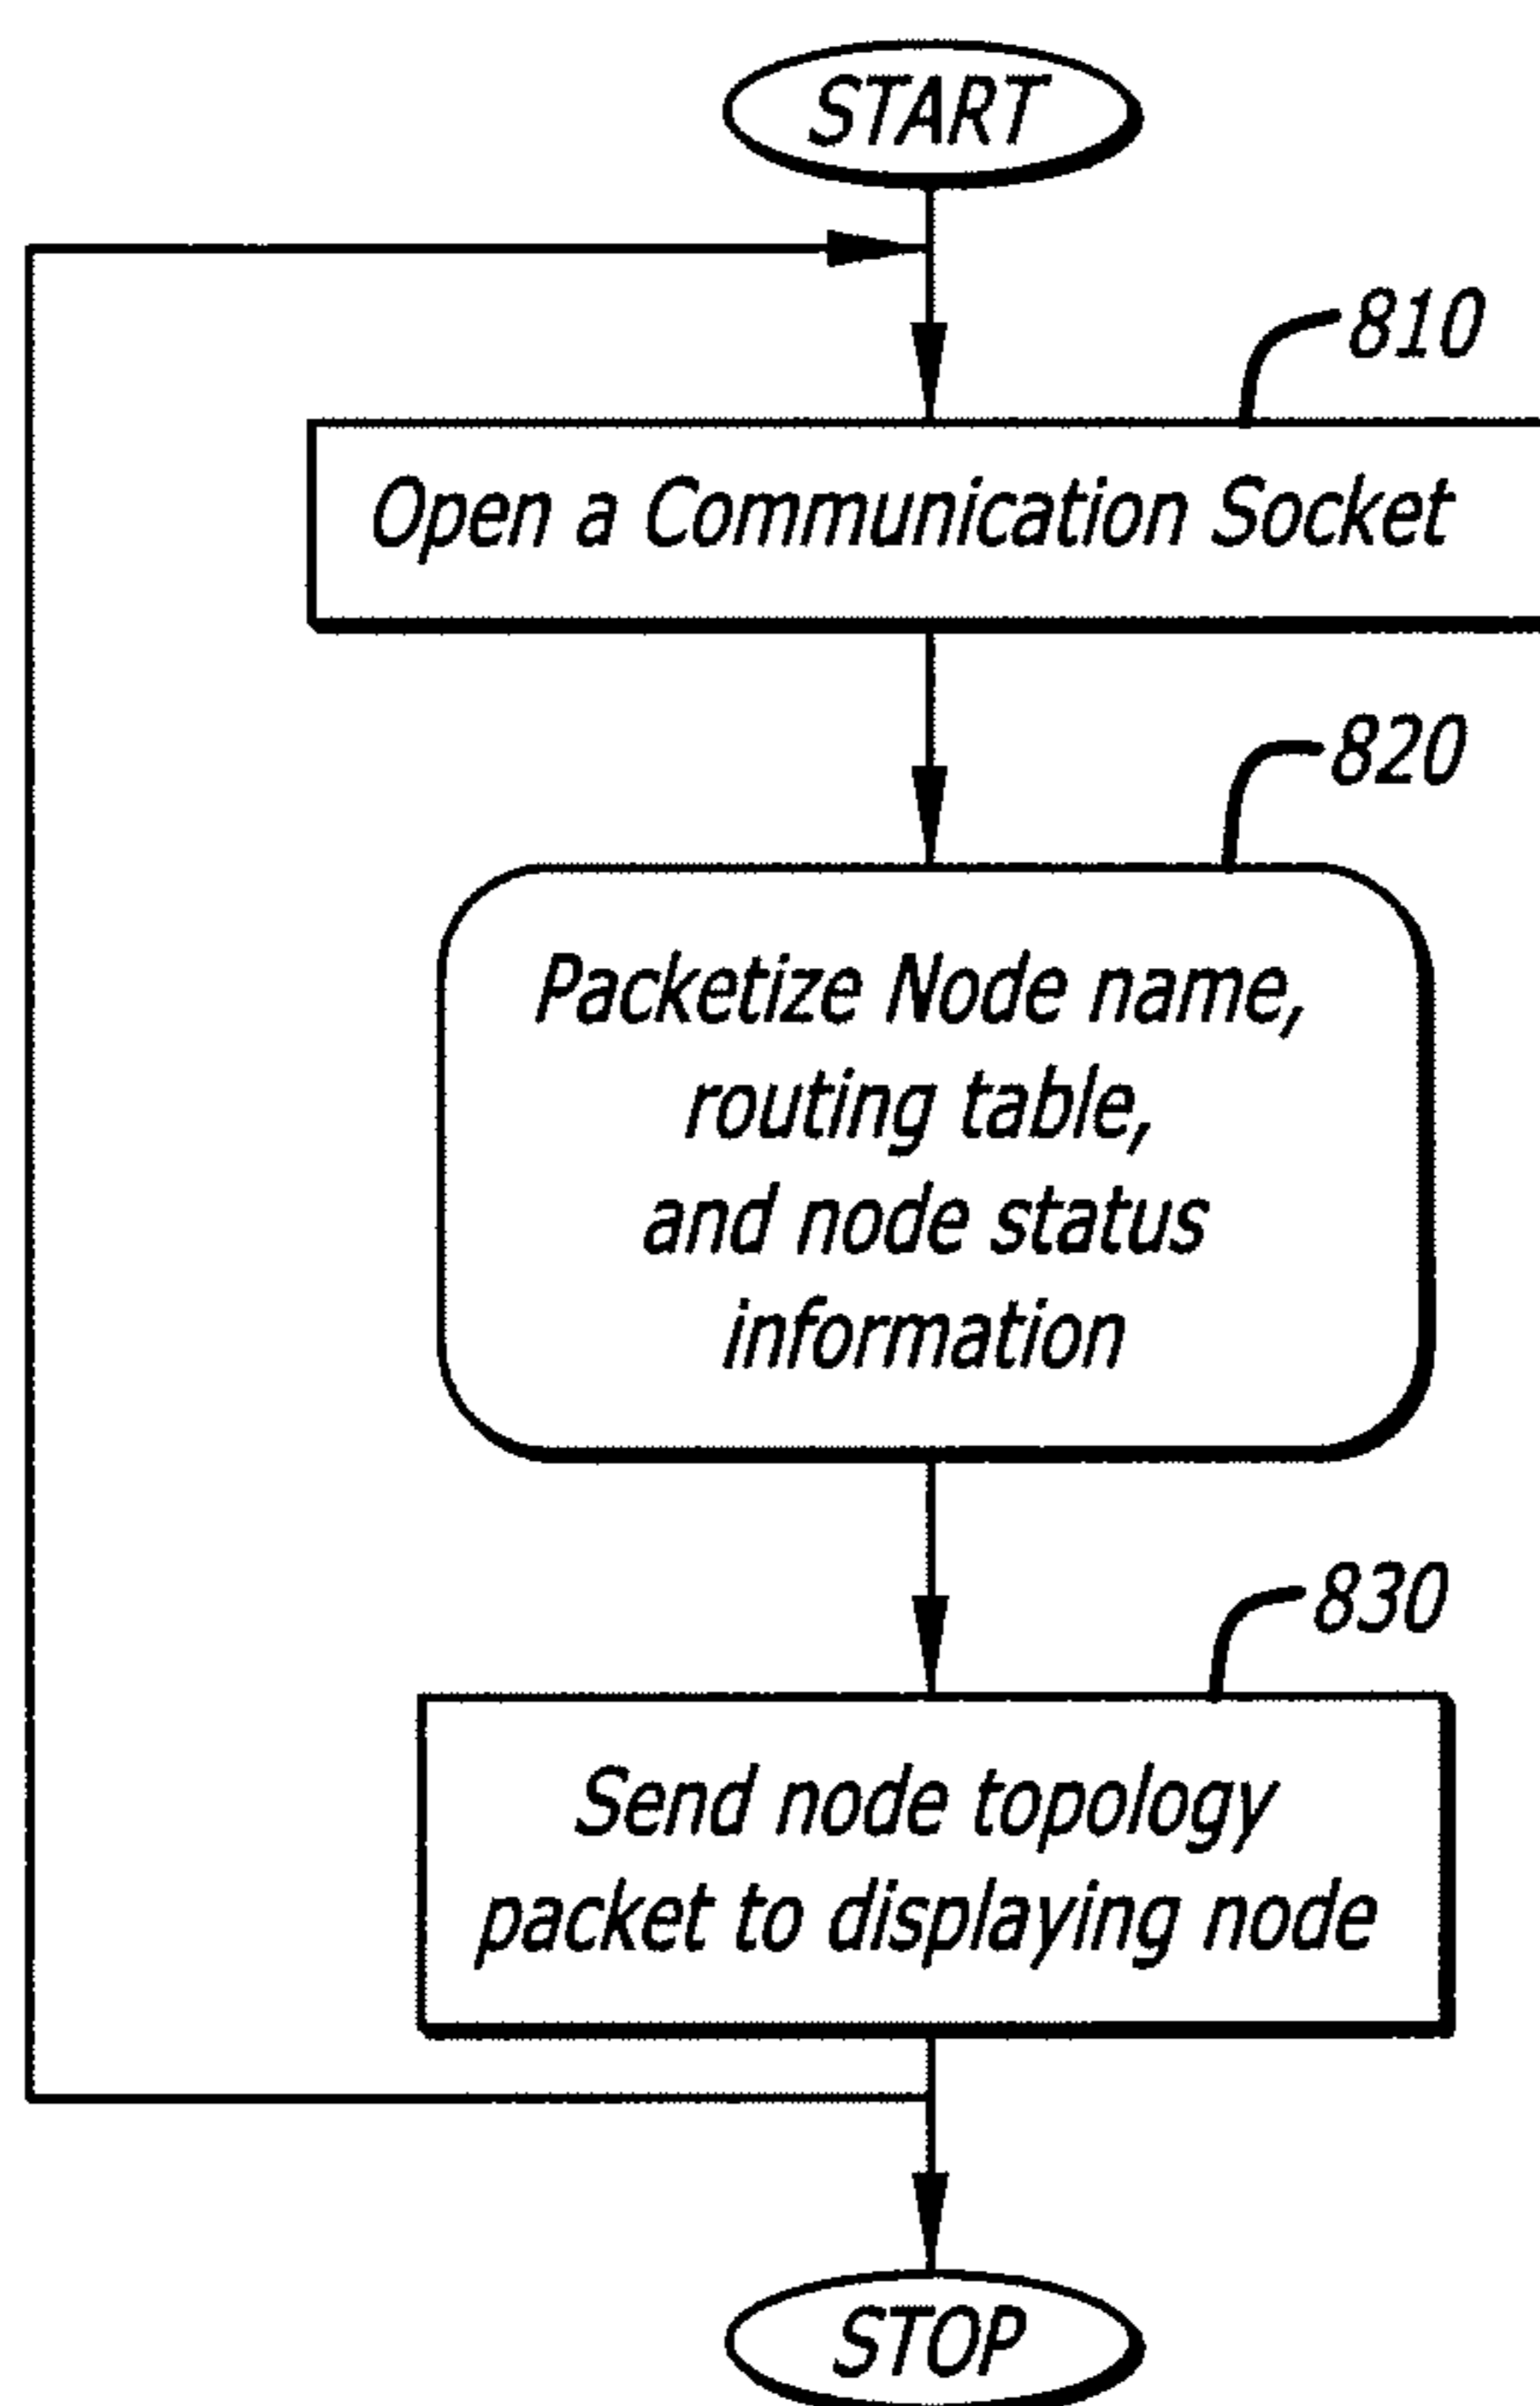 START
810
Open a Communication Socket
820
Packetize Node name,
routing table,
and node status
information
830
Send node topology
packet to displaying node
STOP